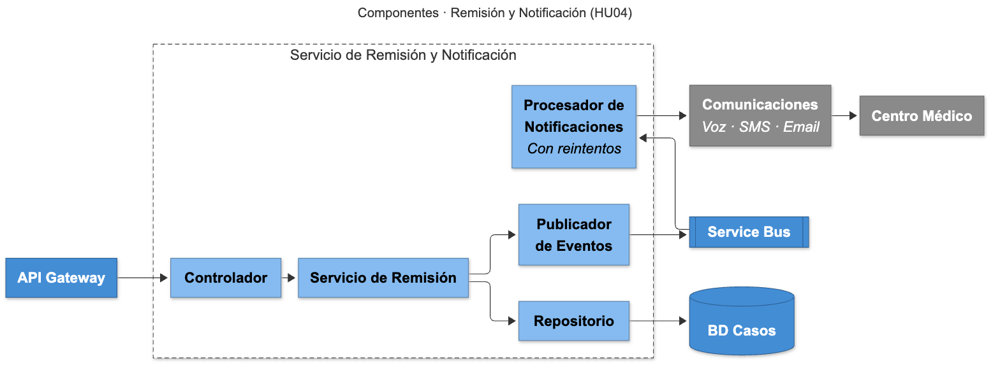 Componentes · Remisión y Notificación (HU04)
Servicio de Remisión y Notificación
Procesador de
Notificaciones
Con reintentos
Comunicaciones
Voz · SMS · Email
Centro Médico
Publicador
de Eventos
Service Bus
API Gateway
Controlador
Servicio de Remisión
Repositorio
BD Casos